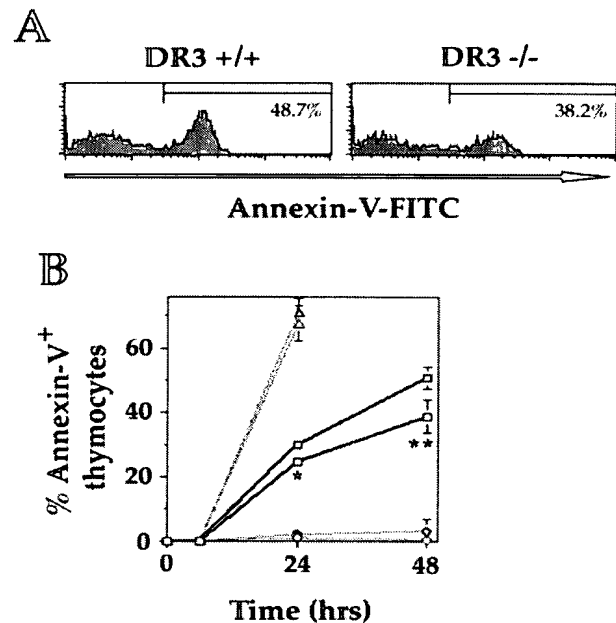 A
DR3 +/+ DR3 -/-
48.7% 38.2%
Annexin-V-FITC
B
% Annexin-V+
thymocytes
60
40
20
0
*
**
0 24 48
Time (hrs)